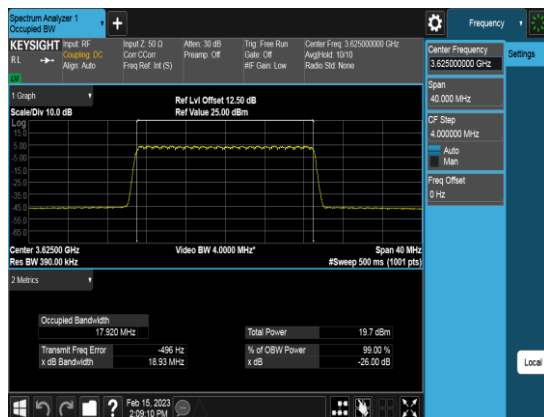 Spectrum Analyzer 1
Occupied BW
Frequency
KEYSIGHT
Input: RF
Coupling: DC
Align: Auto
Input Z: 50 Ω
Corr CCorr
Freq Ref: Int (S)
Atten: 30 dB
Preamp: Off
Trig: Free Run
Gate: Off
#IF Gain: Low
Center Freq: 3.625000000 GHz
Avg|Hold: 10/10
Radio Std: None
RL
Center Frequency
3.625000000 GHz
Settings
Span
40.000 MHz
CF Step
4.000000 MHz
Auto
Man
Freq Offset
0 Hz
Local
1 Graph
Scale/Div 10.0 dB
Ref Lvl Offset 12.50 dB
Ref Value 25.00 dBm
Log
15.0
5.00
-5.00
-15.0
-25.0
-35.0
-45.0
-55.0
-65.0
Center 3.62500 GHz
Video BW 4.0000 MHz*
Span 40 MHz
Res BW 390.00 kHz
#Sweep 500 ms (1001 pts)
2 Metrics
Occupied Bandwidth
17.920 MHz
Total Power
19.7 dBm
Transmit Freq Error
-496 Hz
% of OBW Power
99.00 %
x dB Bandwidth
18.93 MHz
x dB
-26.00 dB
Feb 15, 2023
2:09:10 PM